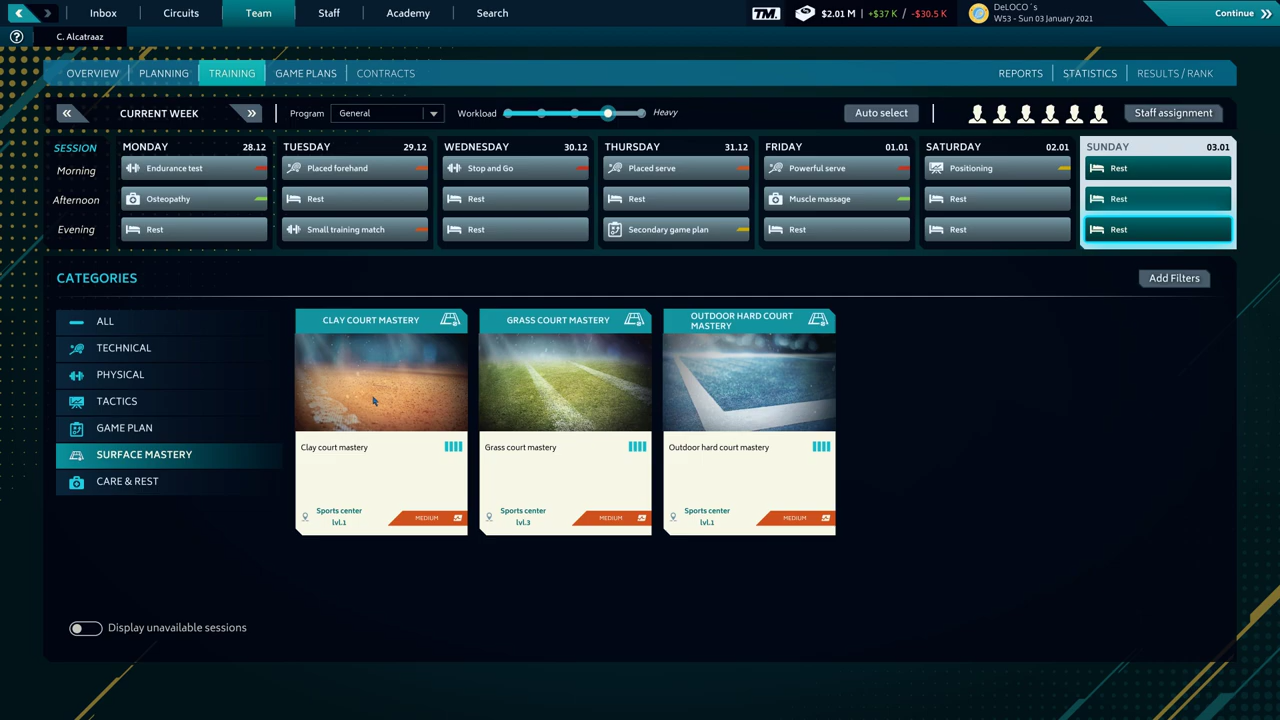 Inbox
Circuits
Team
Staff
Academy
Search
TM.
$2.01 M | +$37 K / -$30.5 K
DeLOCO´s
W53 - Sun 03 January 2021
Continue
C. Alcatraaz
OVERVIEW
PLANNING
TRAINING
GAME PLANS
CONTRACTS
REPORTS
STATISTICS
RESULTS / RANK
CURRENT WEEK
Program
General
Workload
Heavy
Auto select
Staff assignment
SESSION
MONDAY 28.12
TUESDAY 29.12
WEDNESDAY 30.12
THURSDAY 31.12
FRIDAY 01.01
SATURDAY 02.01
SUNDAY 03.01
Morning
Endurance test
Placed forehand
Stop and Go
Placed serve
Powerful serve
Positioning
Rest
Afternoon
Osteopathy
Rest
Rest
Rest
Muscle massage
Rest
Rest
Evening
Rest
Small training match
Rest
Secondary game plan
Rest
Rest
Rest
CATEGORIES
Add Filters
ALL
TECHNICAL
PHYSICAL
TACTICS
GAME PLAN
SURFACE MASTERY
CARE & REST
CLAY COURT MASTERY
Clay court mastery
Sports center
lvl.1
MEDIUM
GRASS COURT MASTERY
Grass court mastery
Sports center
lvl.3
MEDIUM
OUTDOOR HARD COURT
MASTERY
Outdoor hard court mastery
Sports center
lvl.1
MEDIUM
Display unavailable sessions